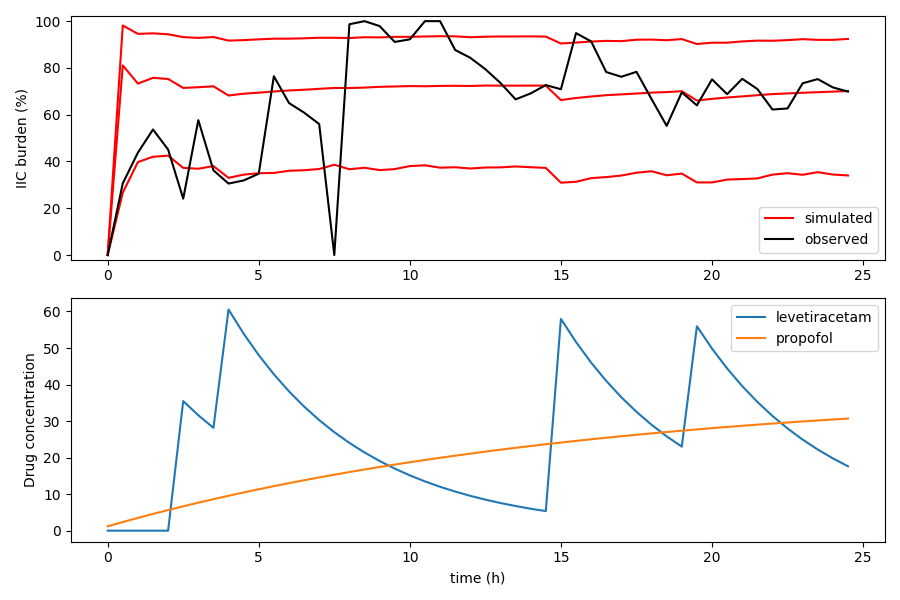 100
80
60
40
20
0
IIC burden (%)
simulated
observed
0 5 10 15 20 25
60
50
40
30
20
10
0
Drug concentration
levetiracetam
propofol
0 5 10 15 20 25
time (h)